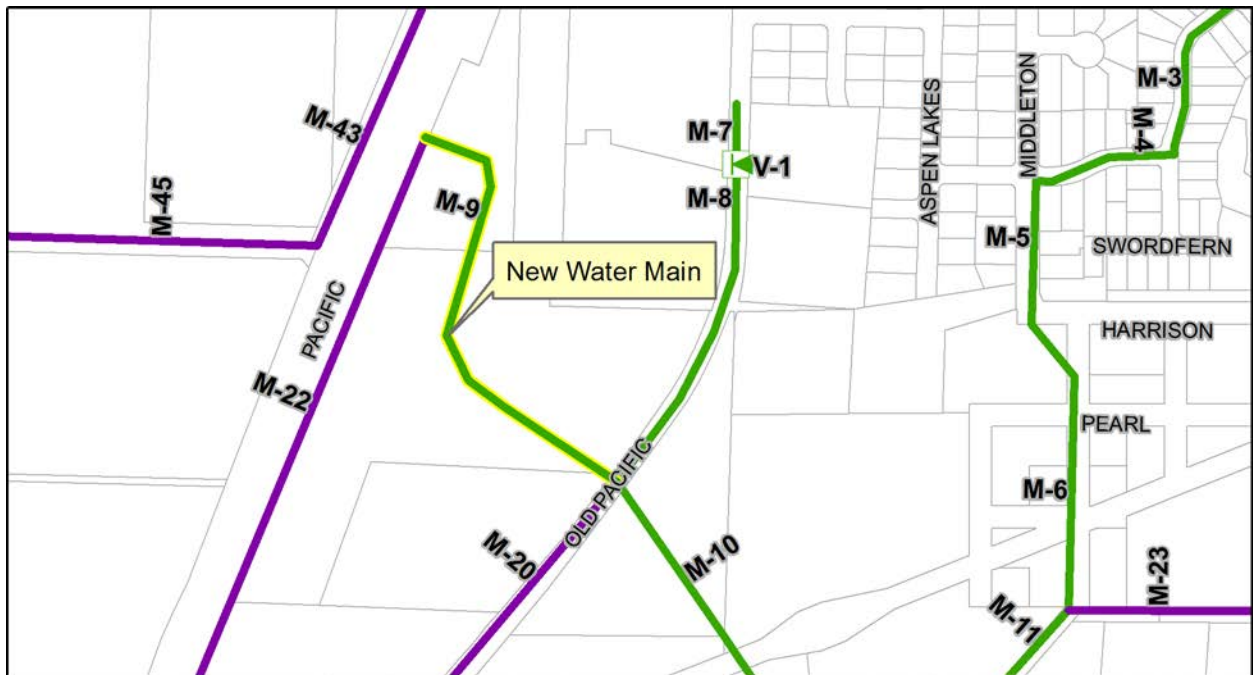 M-43
M-45
M-9
New Water Main
PACIFIC
M-22
M-7
V-1
M-8
OLD PACIFIC
M-20
M-10
ASPEN LAKES
MIDDLETON
M-3
M-4
M-5
SWORDFERN
HARRISON
PEARL
M-6
M-23
M-11